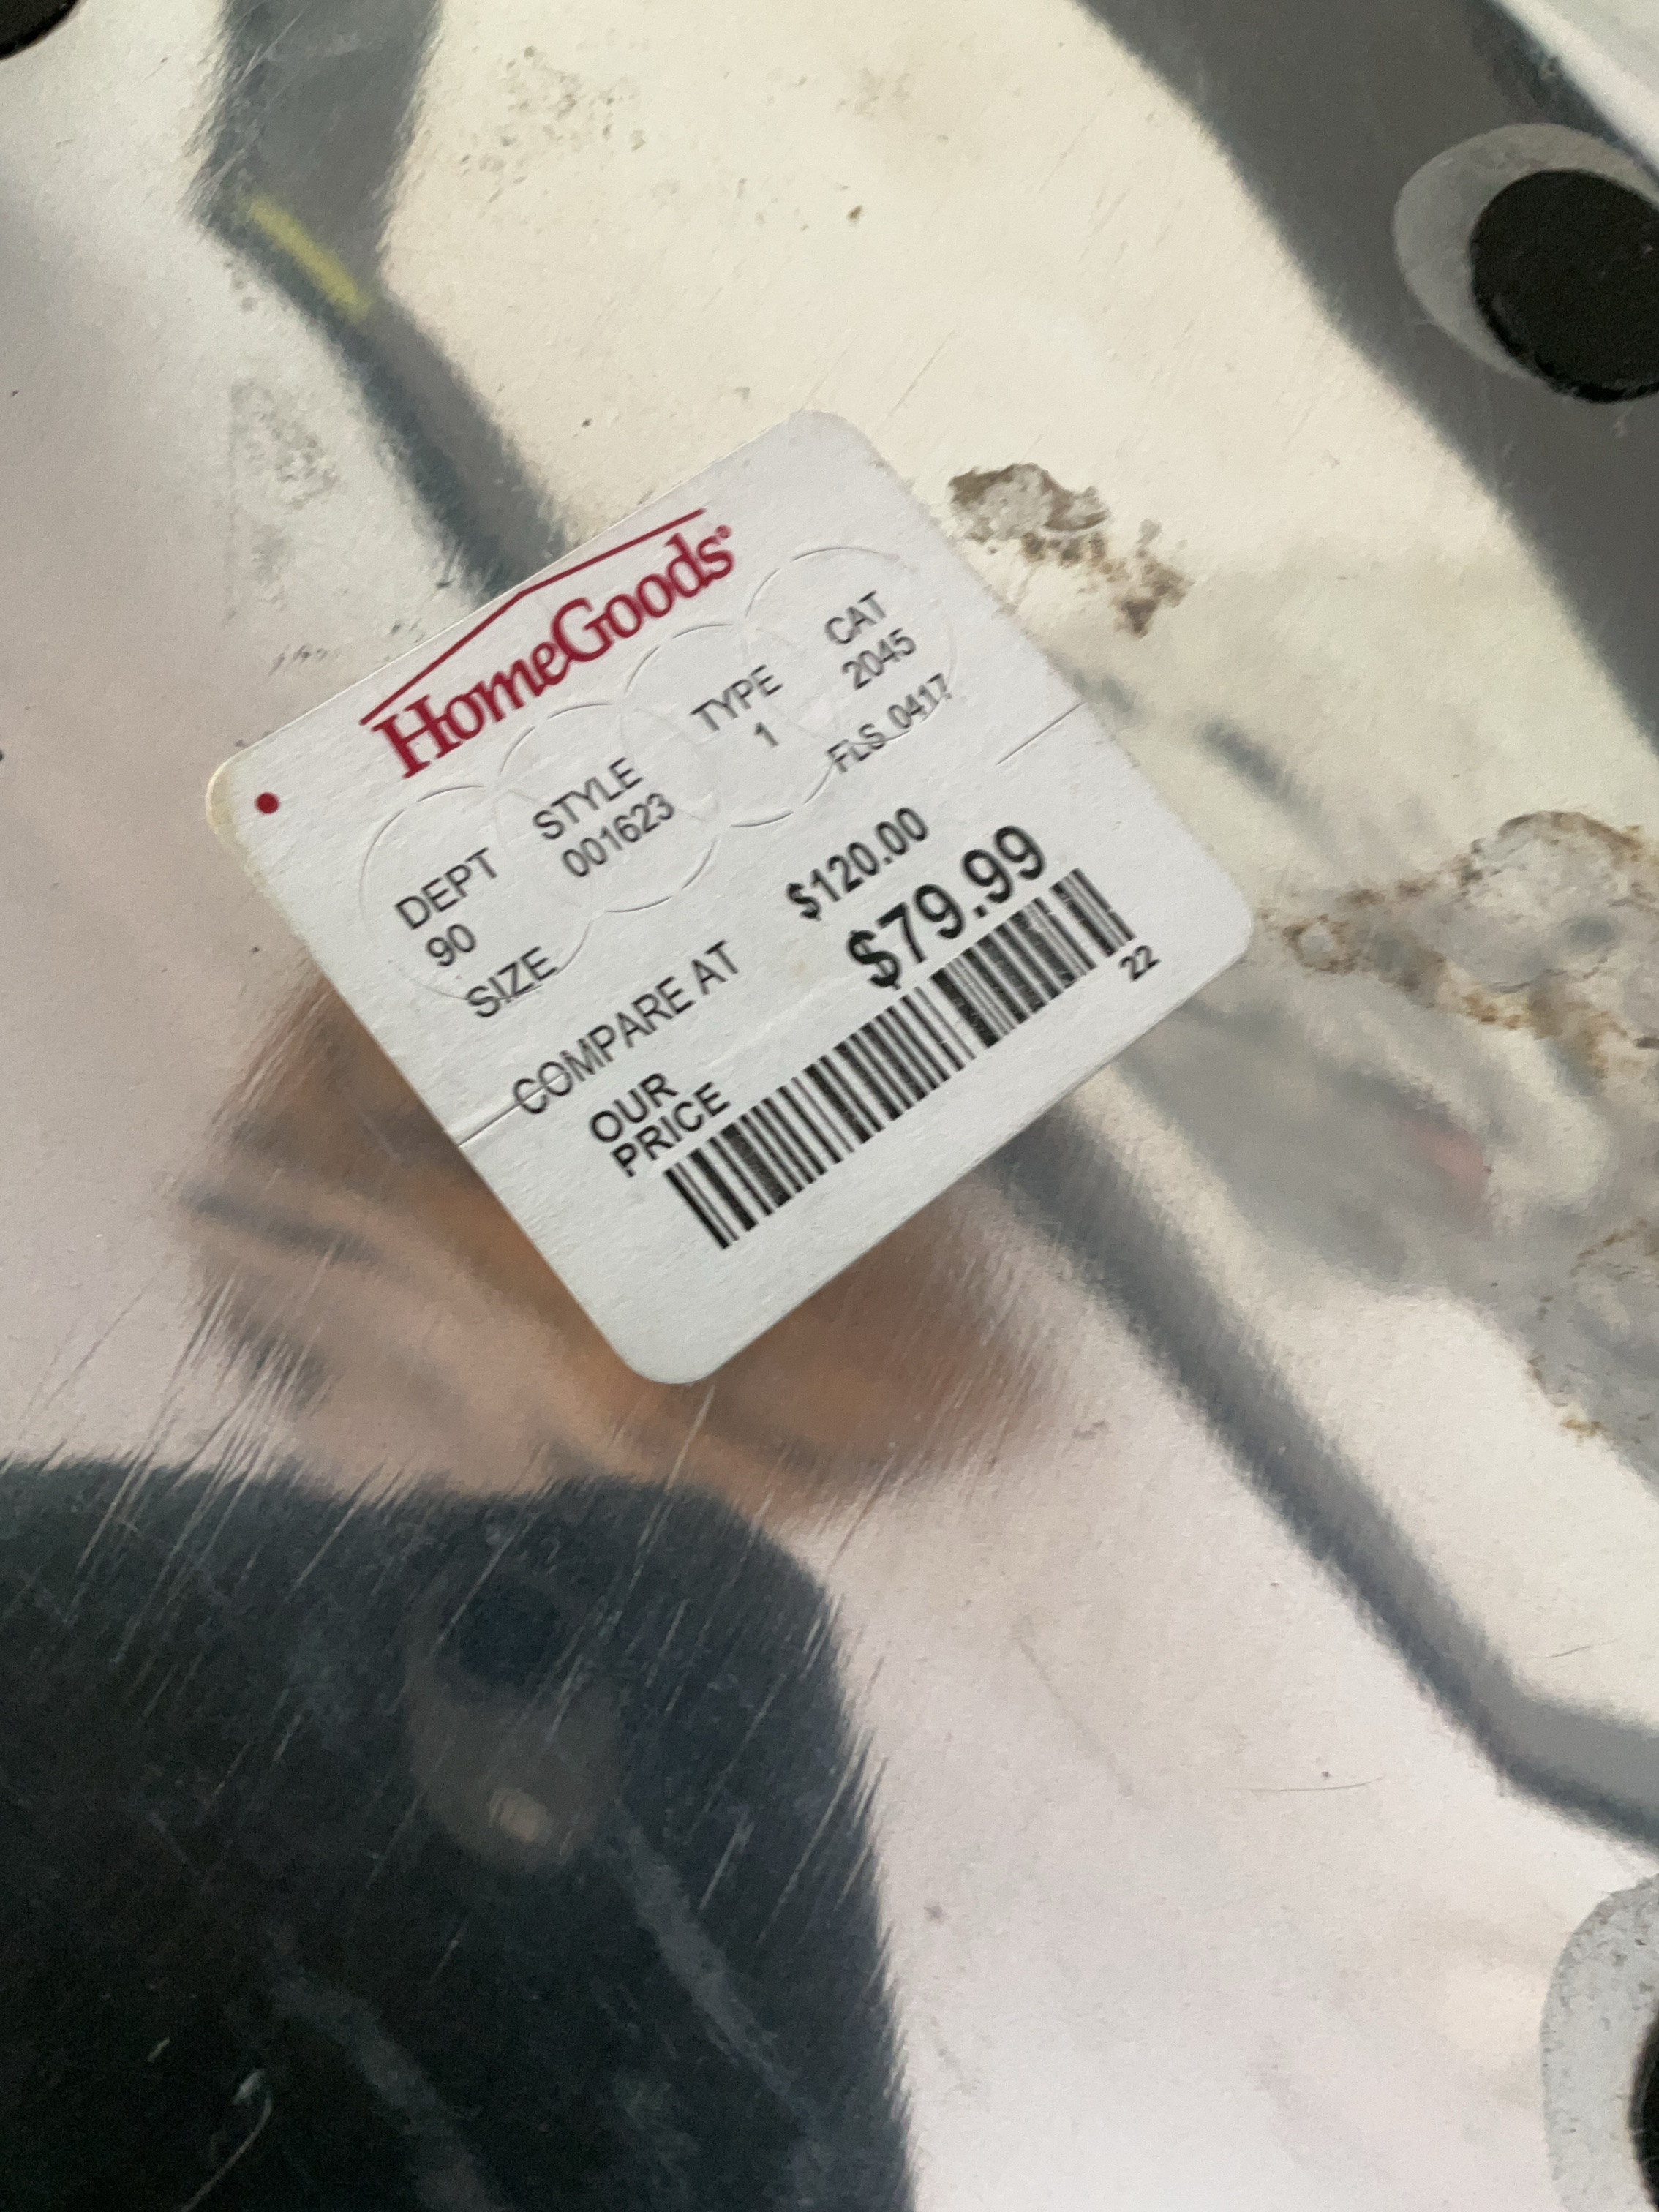 HomeGoods®
DEPT STYLE TYPE CAT
90 001623 1 2045
SIZE FLS 0417
COMPARE AT $120.00
OUR PRICE $79.99
22